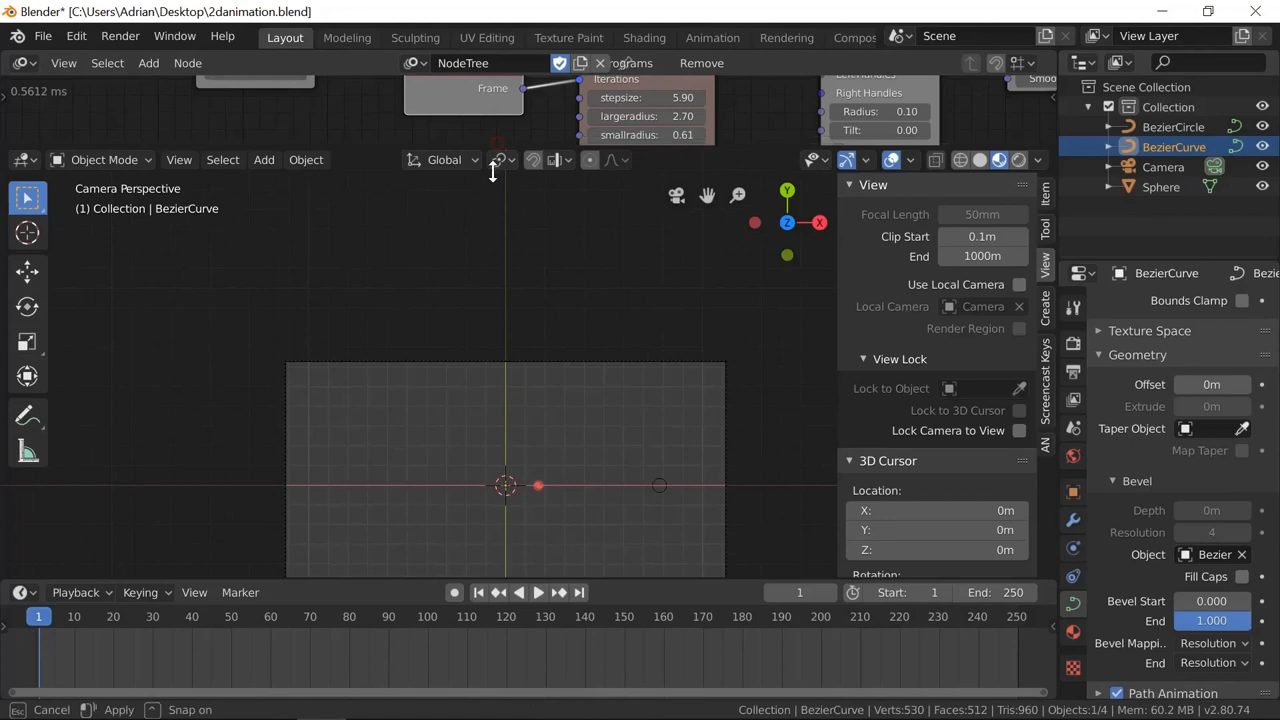 Blender* [C:\Users\Adrian\Desktop\2danimation.blend]
File Edit Render Window Help Layout Modeling Sculpting UV Editing Texture Paint Shading Animation Rendering Compos Scene View Layer
View Select Add Node NodeTree ograms Remove
0.5612 ms
Frame
Iterations
stepsize: 5.90
largeradius: 2.70
smallradius: 0.61
Right Handles
Radius: 0.10
Tilt: 0.00
Smoo
Object Mode View Select Add Object Global
Camera Perspective
(1) Collection | BezierCurve
Y
Z
X
View
Focal Length 50mm
Clip Start 0.1m
End 1000m
Use Local Camera
Local Camera Camera
Render Region
View Lock
Lock to Object
Lock to 3D Cursor
Lock Camera to View
3D Cursor
Location:
X: 0m
Y: 0m
Z: 0m
Rotation:
Item
Tool
View
Create
Screencast Keys
AN
Scene Collection
Collection
BezierCircle
BezierCurve
Camera
Sphere
BezierCurve Bezie
Bounds Clamp
Texture Space
Geometry
Offset 0m
Extrude 0m
Taper Object
Map Taper
Bevel
Depth 0m
Resolution 4
Object Bezier
Fill Caps
Bevel Start 0.000
End 1.000
Bevel Mappi.. Resolution
End Resolution
Path Animation
Playback Keying View Marker 1 Start: 1 End: 250
1 10 20 30 40 50 60 70 80 90 100 110 120 130 140 150 160 170 180 190 200 210 220 230 240 250
Cancel Apply Snap on Collection | BezierCurve | Verts:530 | Faces:512 | Tris:960 | Objects:1/4 | Mem: 60.2 MB | v2.80.74